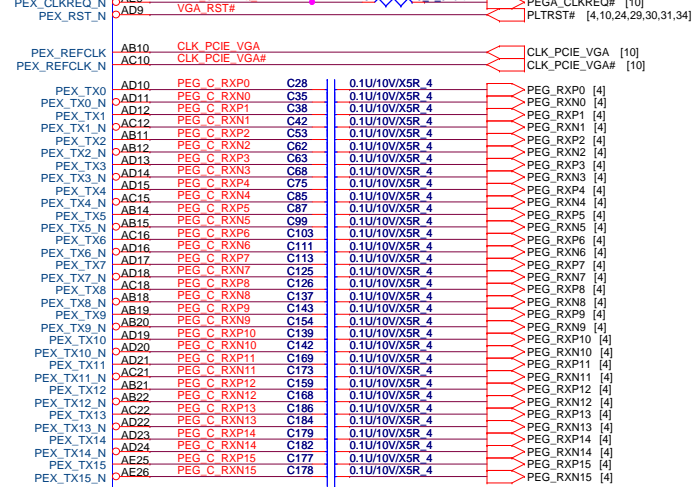 PEX_CLKREQ_N PEGA_CLKREQ# [10]
PEX_RST_N AD9 VGA_RST# PLTRST# [4,10,24,29,30,31,34]
PEX_REFCLK AB10 CLK_PCIE_VGA CLK_PCIE_VGA [10]
PEX_REFCLK_N AC10 CLK_PCIE_VGA# CLK_PCIE_VGA# [10]
PEX_TX0 AD10 PEG_C_RXP0 C28 0.1U/10V/X5R_4 PEG_RXP0 [4]
PEX_TX0_N AD11 PEG_C_RXN0 C35 0.1U/10V/X5R_4 PEG_RXN0 [4]
PEX_TX1 AD12 PEG_C_RXP1 C38 0.1U/10V/X5R_4 PEG_RXP1 [4]
PEX_TX1_N AC12 PEG_C_RXN1 C42 0.1U/10V/X5R_4 PEG_RXN1 [4]
PEX_TX2 AB11 PEG_C_RXP2 C53 0.1U/10V/X5R_4 PEG_RXP2 [4]
PEX_TX2_N AB12 PEG_C_RXN2 C62 0.1U/10V/X5R_4 PEG_RXN2 [4]
PEX_TX3 AD13 PEG_C_RXP3 C63 0.1U/10V/X5R_4 PEG_RXP3 [4]
PEX_TX3_N AD14 PEG_C_RXN3 C68 0.1U/10V/X5R_4 PEG_RXN3 [4]
PEX_TX4 AD15 PEG_C_RXP4 C75 0.1U/10V/X5R_4 PEG_RXP4 [4]
PEX_TX4_N AC15 PEG_C_RXN4 C85 0.1U/10V/X5R_4 PEG_RXN4 [4]
PEX_TX5 AB14 PEG_C_RXP5 C87 0.1U/10V/X5R_4 PEG_RXP5 [4]
PEX_TX5_N AB15 PEG_C_RXN5 C99 0.1U/10V/X5R_4 PEG_RXN5 [4]
PEX_TX6 AC16 PEG_C_RXP6 C103 0.1U/10V/X5R_4 PEG_RXP6 [4]
PEX_TX6_N AD16 PEG_C_RXN6 C111 0.1U/10V/X5R_4 PEG_RXN6 [4]
PEX_TX7 AD17 PEG_C_RXP7 C113 0.1U/10V/X5R_4 PEG_RXP7 [4]
PEX_TX7_N AD18 PEG_C_RXN7 C125 0.1U/10V/X5R_4 PEG_RXN7 [4]
PEX_TX8 AC18 PEG_C_RXP8 C126 0.1U/10V/X5R_4 PEG_RXP8 [4]
PEX_TX8_N AB18 PEG_C_RXN8 C137 0.1U/10V/X5R_4 PEG_RXN8 [4]
PEX_TX9 AB19 PEG_C_RXP9 C143 0.1U/10V/X5R_4 PEG_RXP9 [4]
PEX_TX9_N AB20 PEG_C_RXN9 C154 0.1U/10V/X5R_4 PEG_RXN9 [4]
PEX_TX10 AD19 PEG_C_RXP10 C139 0.1U/10V/X5R_4 PEG_RXP10 [4]
PEX_TX10_N AD20 PEG_C_RXN10 C142 0.1U/10V/X5R_4 PEG_RXN10 [4]
PEX_TX11 AD21 PEG_C_RXP11 C169 0.1U/10V/X5R_4 PEG_RXP11 [4]
PEX_TX11_N AC21 PEG_C_RXN11 C173 0.1U/10V/X5R_4 PEG_RXN11 [4]
PEX_TX12 AB21 PEG_C_RXP12 C159 0.1U/10V/X5R_4 PEG_RXP12 [4]
PEX_TX12_N AB22 PEG_C_RXN12 C168 0.1U/10V/X5R_4 PEG_RXN12 [4]
PEX_TX13 AC22 PEG_C_RXP13 C186 0.1U/10V/X5R_4 PEG_RXP13 [4]
PEX_TX13_N AD22 PEG_C_RXN13 C184 0.1U/10V/X5R_4 PEG_RXN13 [4]
PEX_TX14 AD23 PEG_C_RXP14 C179 0.1U/10V/X5R_4 PEG_RXP14 [4]
PEX_TX14_N AD24 PEG_C_RXN14 C182 0.1U/10V/X5R_4 PEG_RXN14 [4]
PEX_TX15 AE25 PEG_C_RXP15 C177 0.1U/10V/X5R_4 PEG_RXP15 [4]
PEX_TX15_N AE26 PEG_C_RXN15 C178 0.1U/10V/X5R_4 PEG_RXN15 [4]